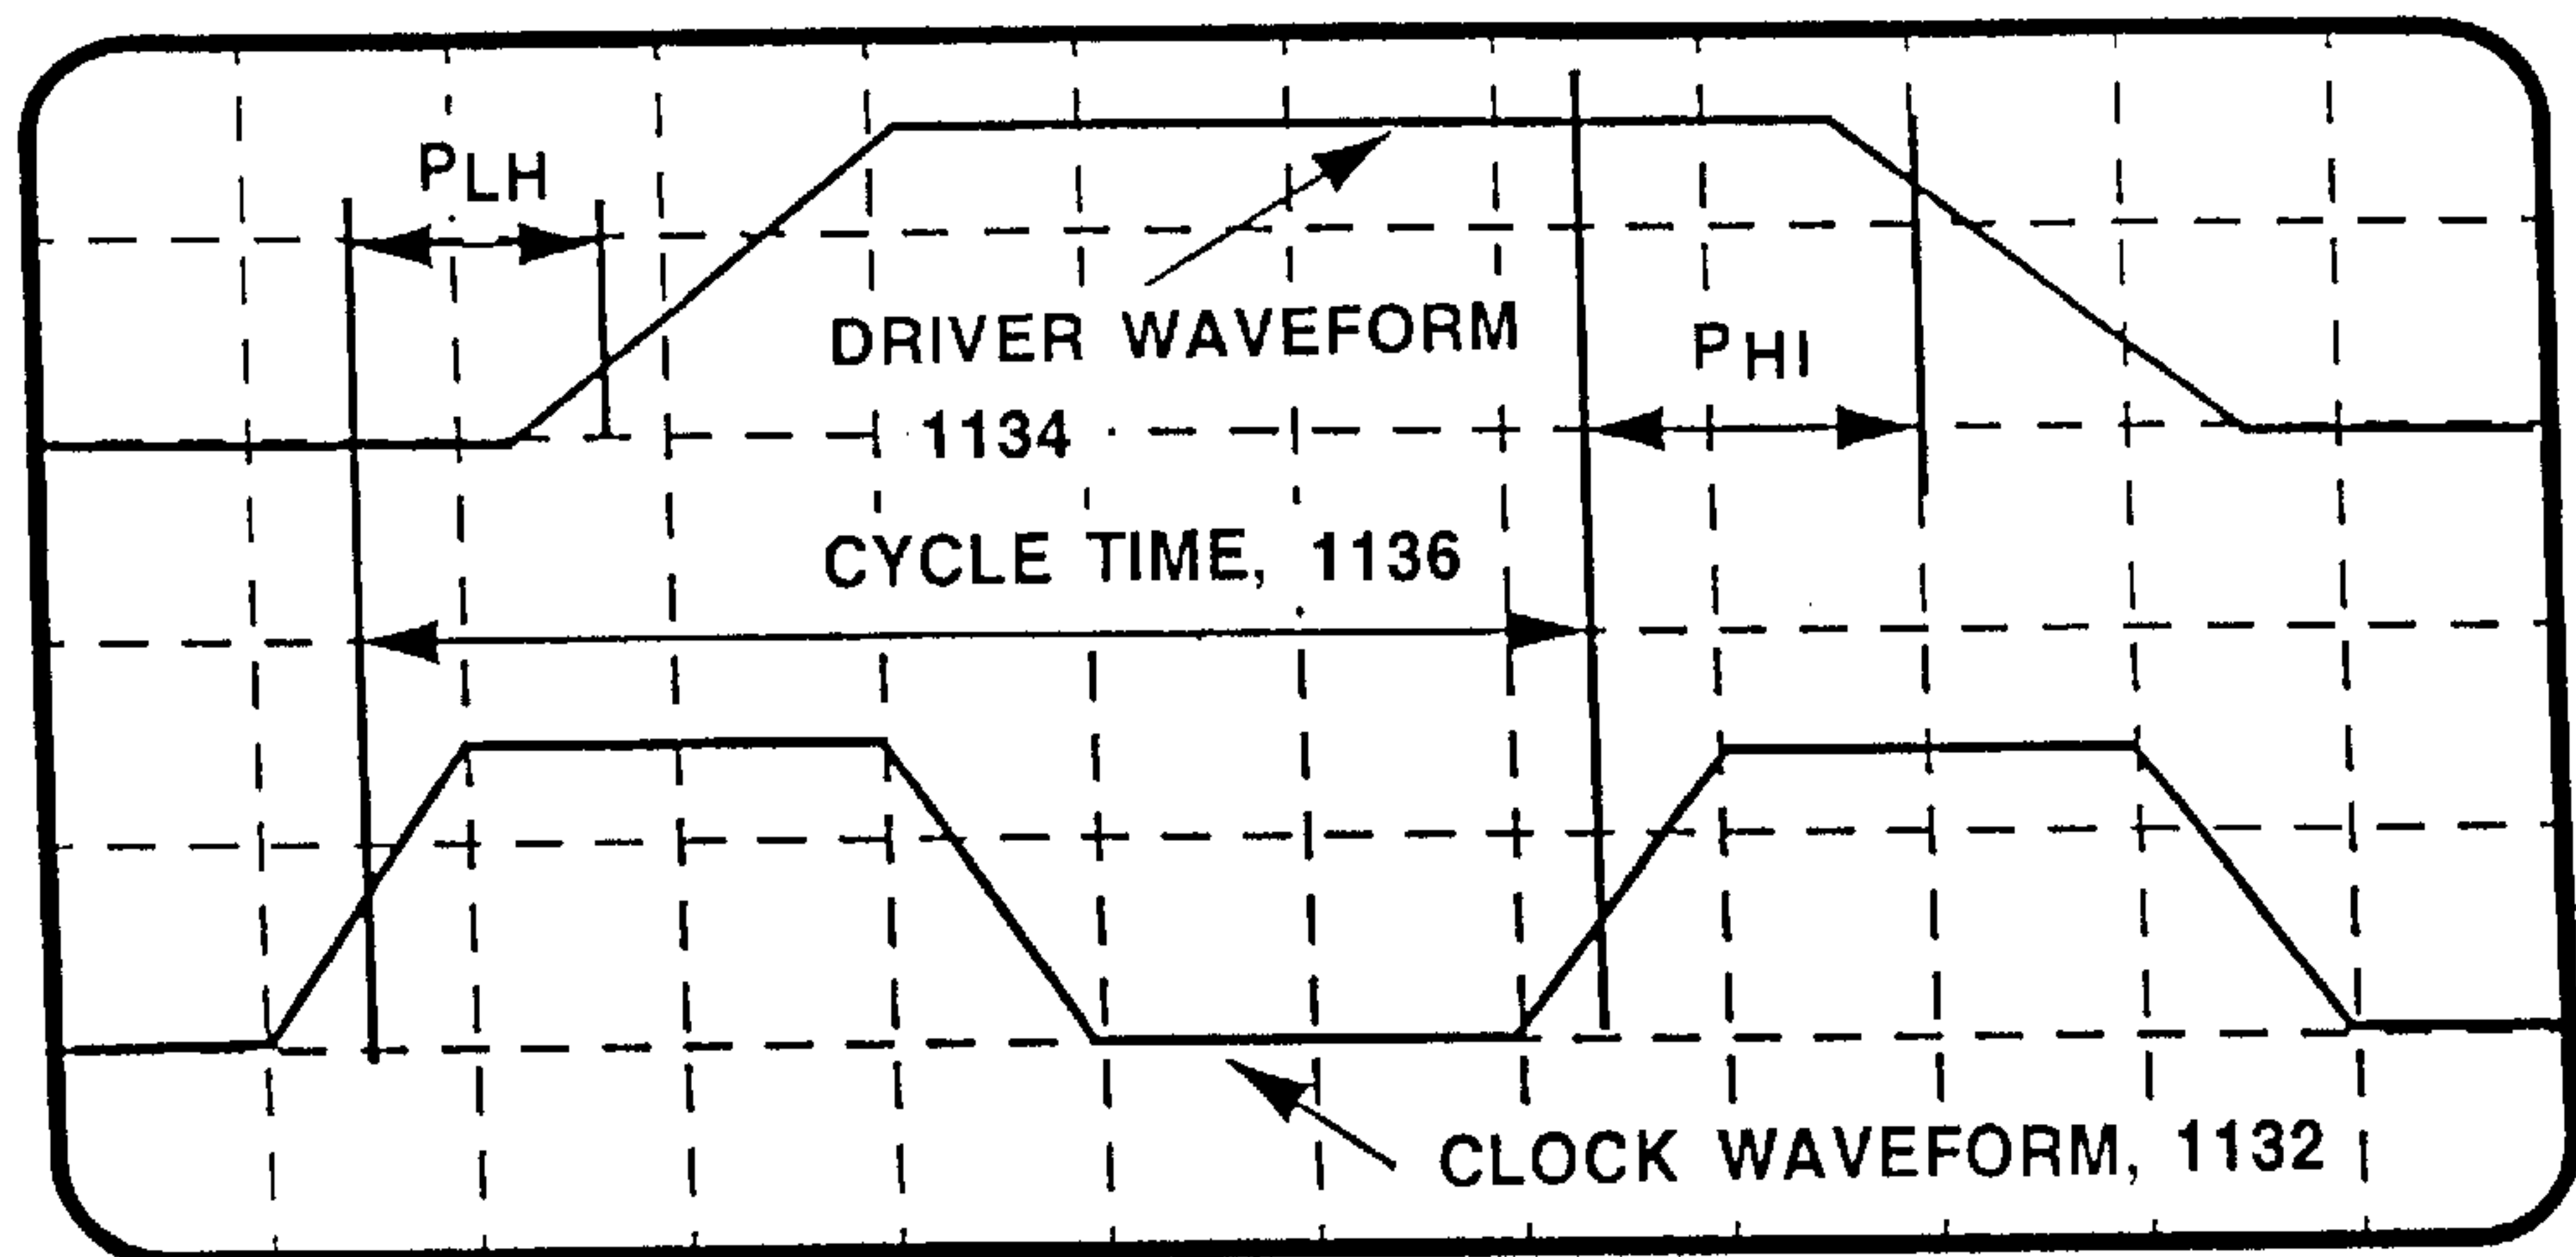 PLH
DRIVER WAVEFORM
1134
PHI
CYCLE TIME, 1136
CLOCK WAVEFORM, 1132